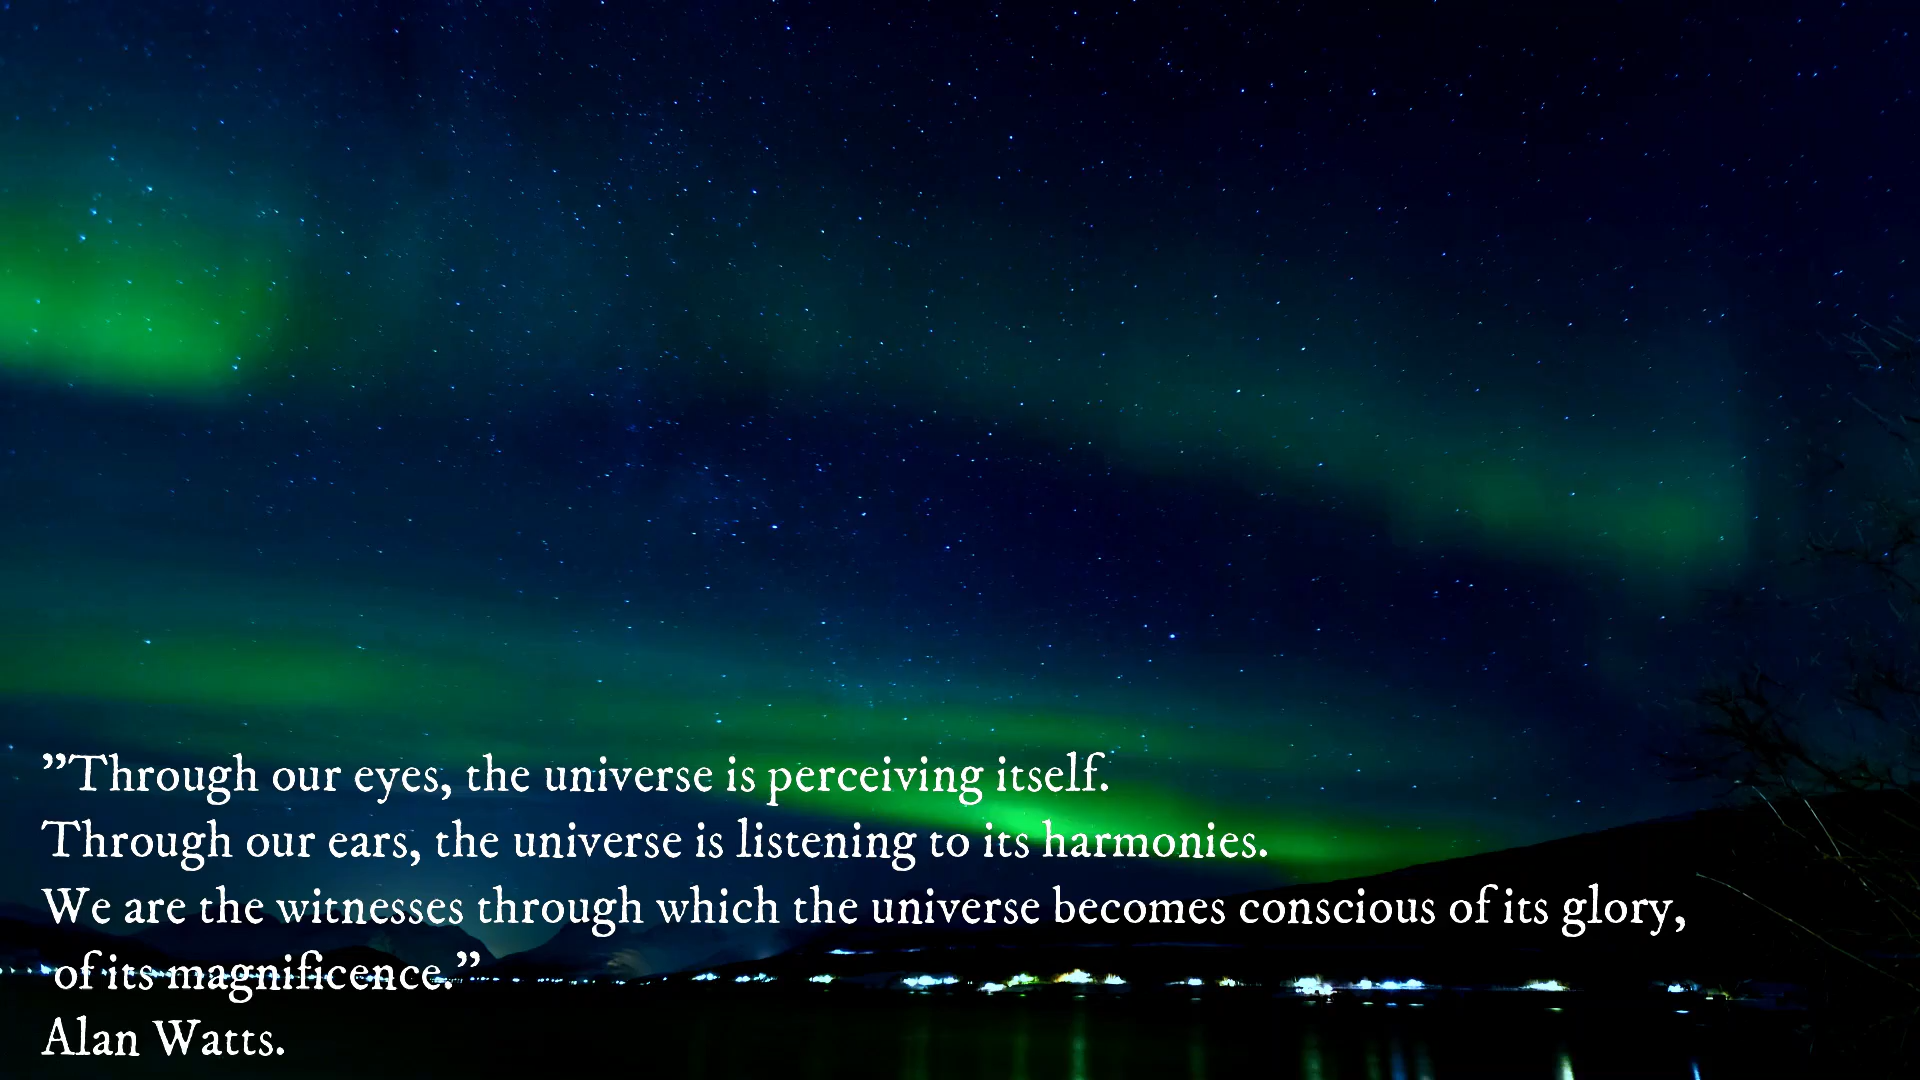 ”Through our eyes, the universe is perceiving itself.
Through our ears, the universe is listening to its harmonies.
We are the witnesses through which the universe becomes conscious of its glory,
of its magnificence.”
Alan Watts.